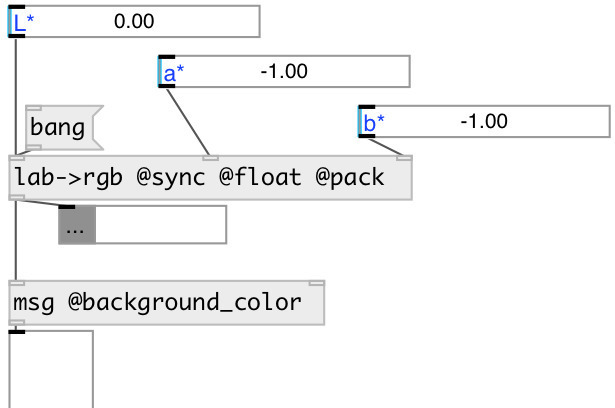 L* 0.00
a* -1.00
b* -1.00
bang
lab->rgb @sync @float @pack
...
msg @background_color